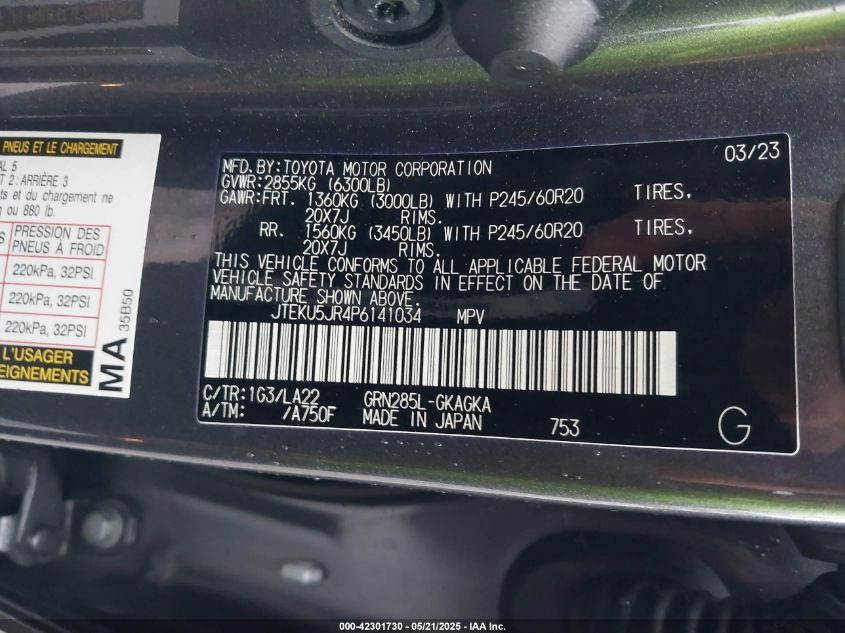 PNEUS ET LE CHARGEMENT
AL 5
T 2 : ARRIÈRE 3
nts et du chargement ne
g ou 880 lb.
S PRESSION DES
PNEUS À FROID
220kPa, 32PSI
220kPa, 32PSI
220kPa, 32PSI
L'USAGER
EIGNEMENTS
MA 35B50
MFD.BY:TOYOTA MOTOR CORPORATION 03/23
GVWR:2855KG (6300LB)
GAWR:FRT. 1360KG (3000LB) WITH P245/60R20 TIRES,
20X7J RIMS.
RR. 1560KG (3450LB) WITH P245/60R20 TIRES,
20X7J RIMS.
THIS VEHICLE CONFORMS TO ALL APPLICABLE FEDERAL MOTOR
VEHICLE SAFETY STANDARDS IN EFFECT ON THE DATE OF
MANUFACTURE SHOWN ABOVE.
JTEKU5JR4P6141034 MPV
C/TR:1G3/LA22 GRN285L-GKAGKA
A/TM: /A750F MADE IN JAPAN 753 G
000-42301730 - 05/21/2025 - IAA Inc.